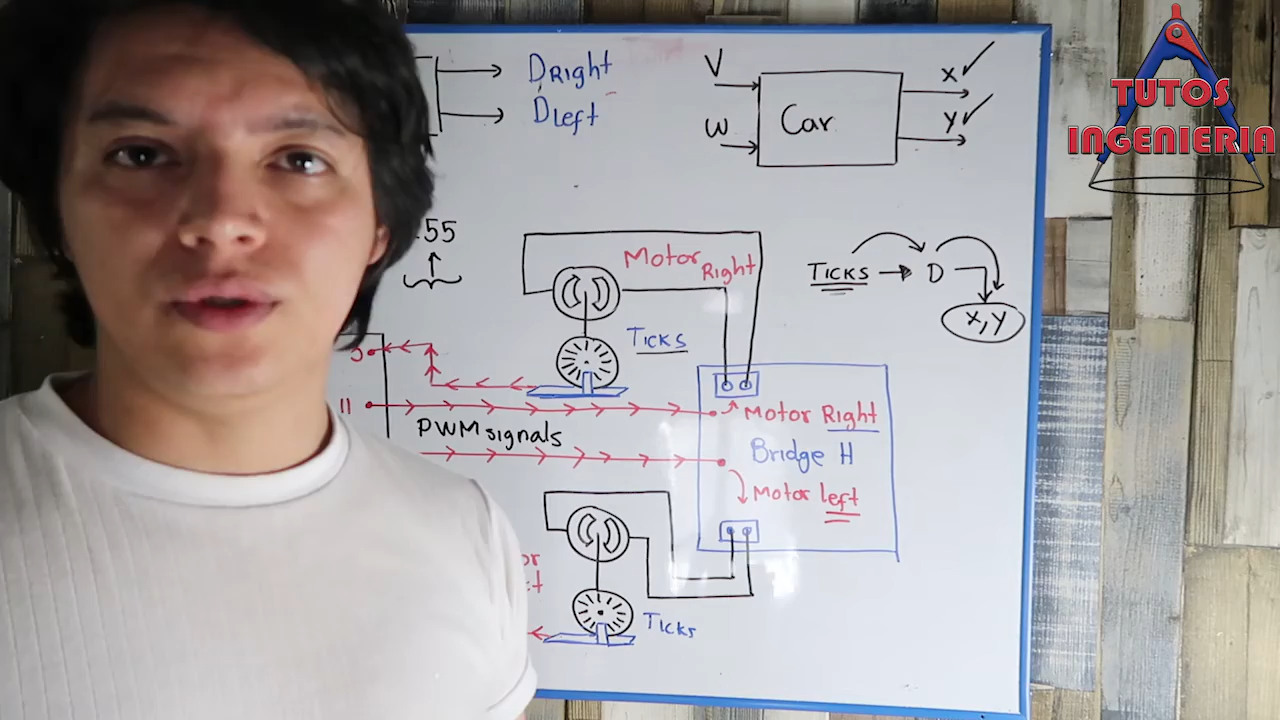 DRight
DLeft
V
W
Car
x
y
TUTOS
INGENIERIA
55
Motor
Right
TICKS → D
x, y
TICKS
11
PWM signals
Motor Right
Bridge H
Motor left
TICKS